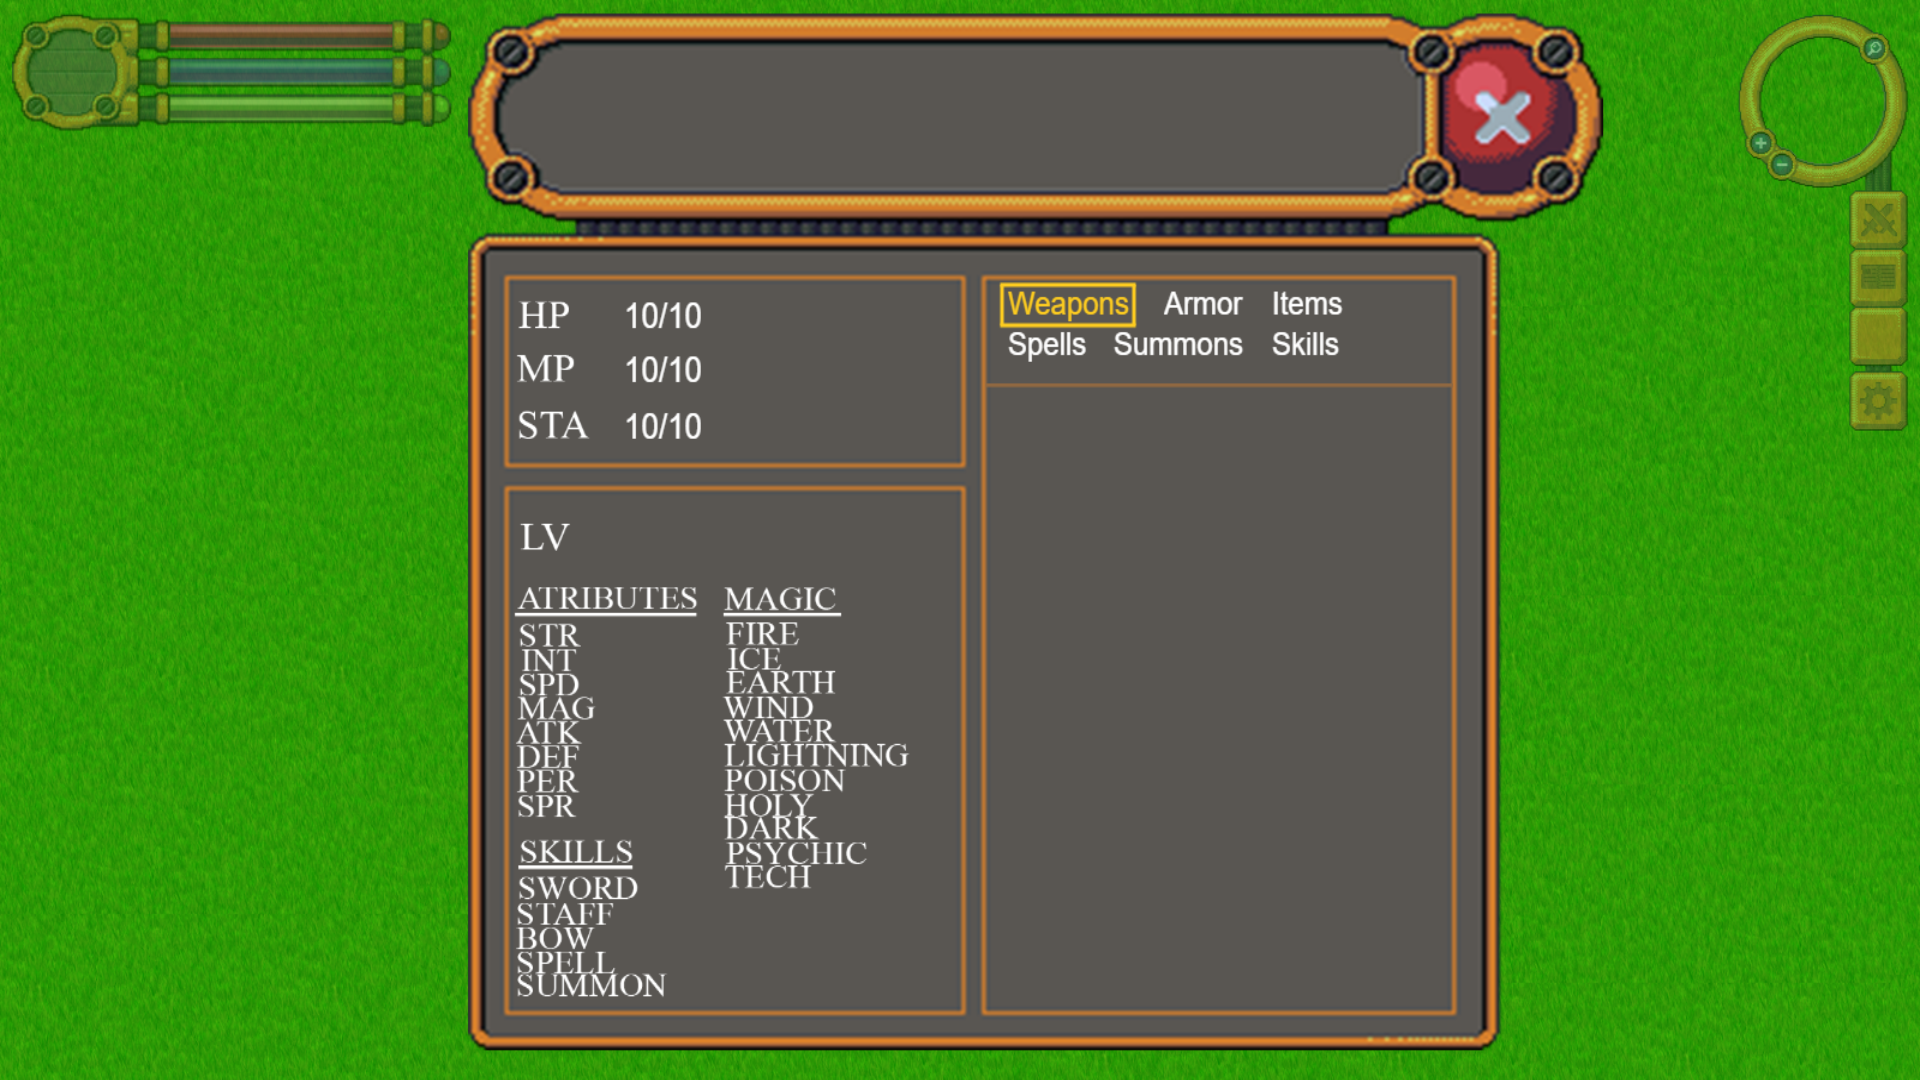 HP 10/10
MP 10/10
STA 10/10
Weapons Armor Items
Spells Summons Skills
LV
ATRIBUTES
STR
INT
SPD
MAG
ATK
DEF
PER
SPR
SKILLS
SWORD
STAFF
BOW
SPELL
SUMMON
MAGIC
FIRE
ICE
EARTH
WIND
WATER
LIGHTNING
POISON
HOLY
DARK
PSYCHIC
TECH